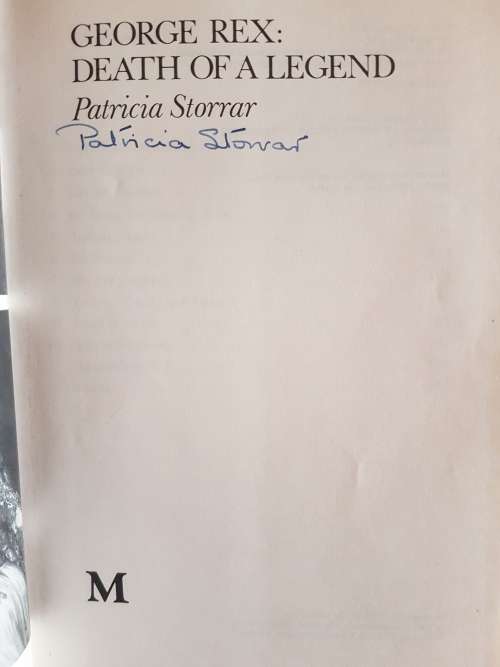 GEORGE REX:
DEATH OF A LEGEND
Patricia Storrar
Patricia Storrar
M